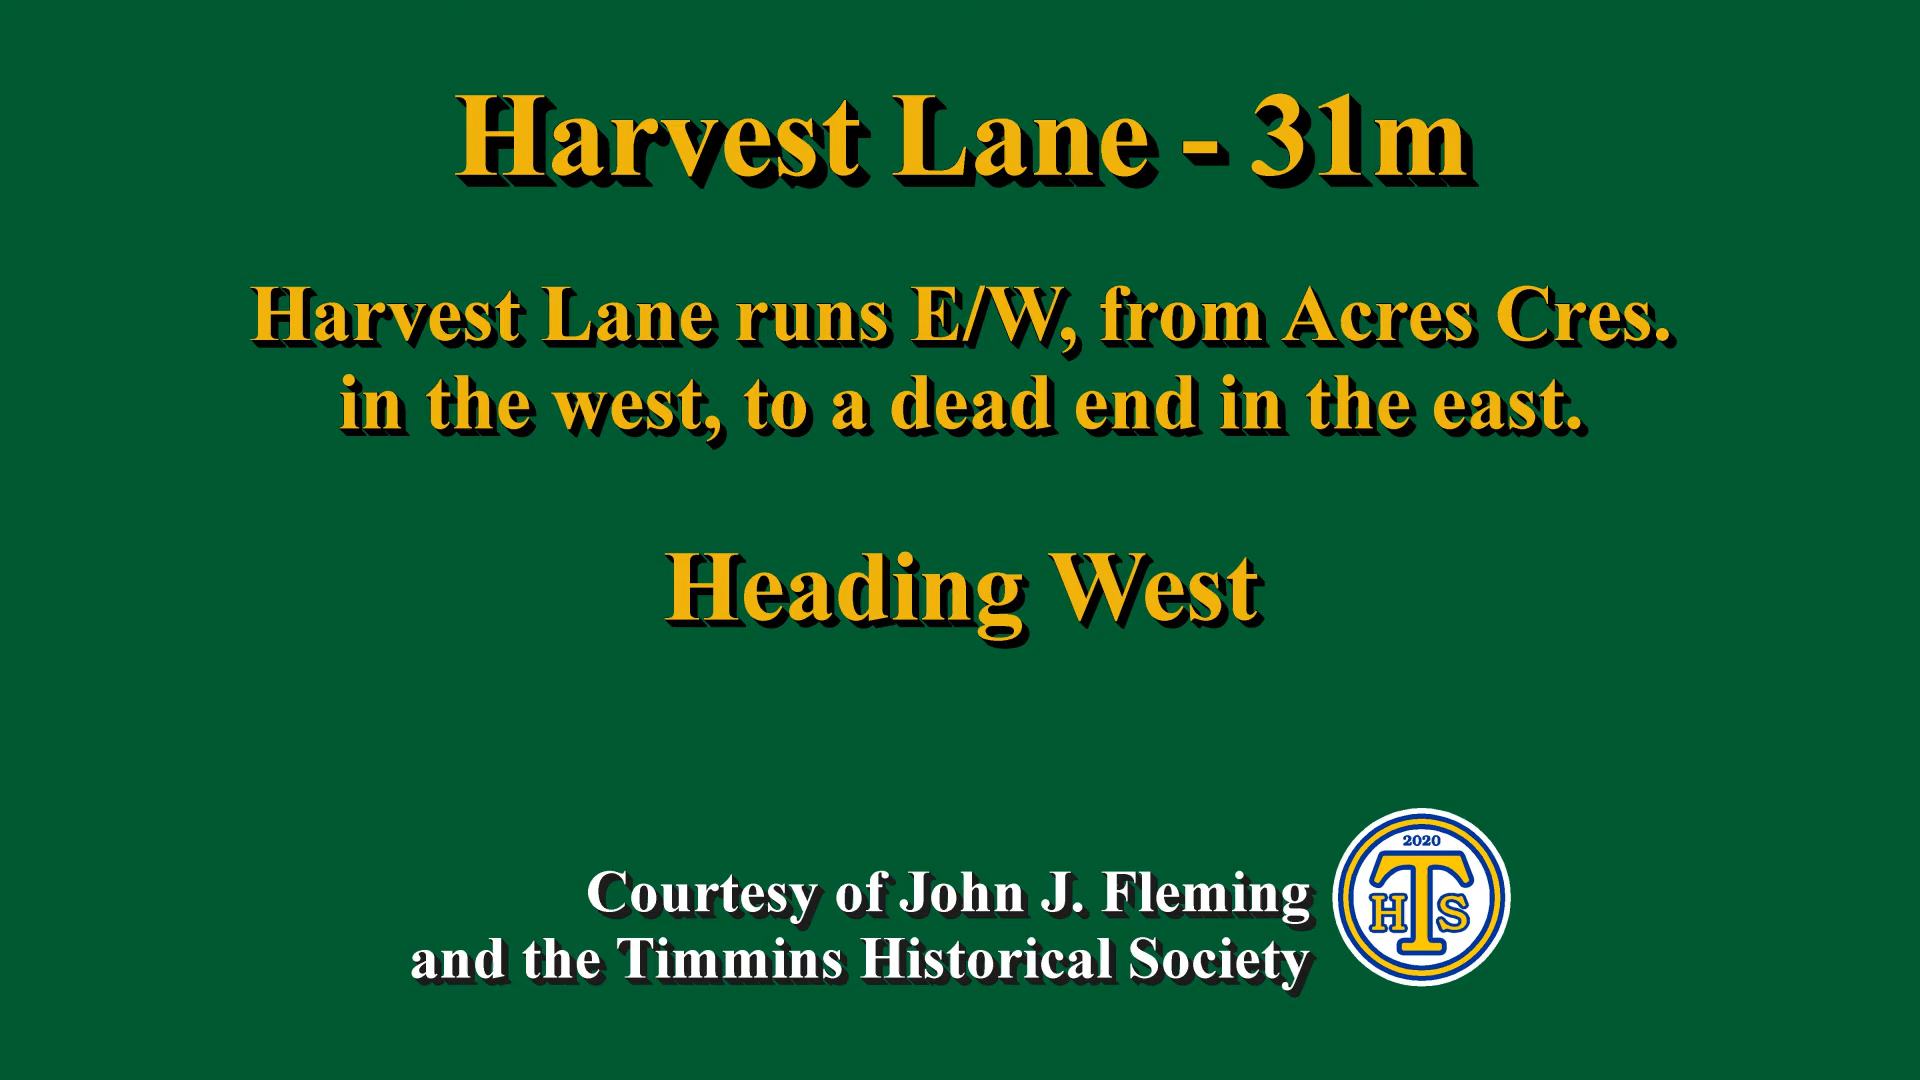 Harvest Lane - 31m
Harvest Lane runs E/W, from Acres Cres.
in the west, to a dead end in the east.
Heading West
Courtesy of John J. Fleming
and the Timmins Historical Society
2020
HTS